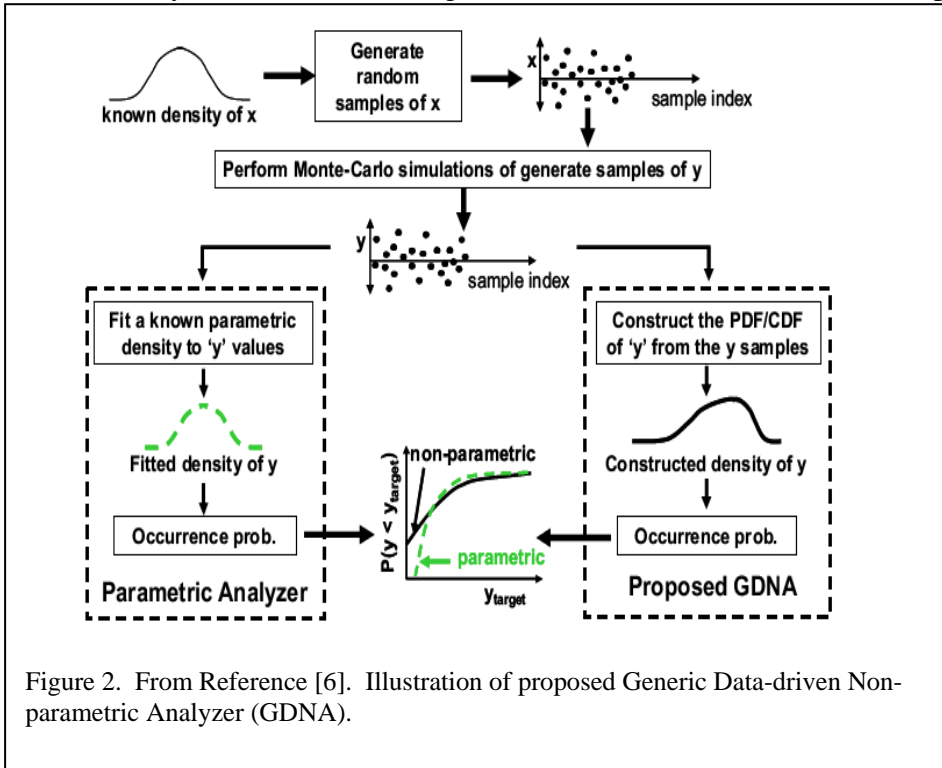 Generate
random
samples of x
x
sample index
known density of x
Perform Monte-Carlo simulations of generate samples of y
y
sample index
Fit a known parametric
density to 'y' values
Construct the PDF/CDF
of 'y' from the y samples
Fitted density of y
non-parametric
Constructed density of y
P(y < ytarget)
Occurrence prob.
parametric
Occurrence prob.
Parametric Analyzer
ytarget
Proposed GDNA
Figure 2. From Reference [6]. Illustration of proposed Generic Data-driven Non-
parametric Analyzer (GDNA).